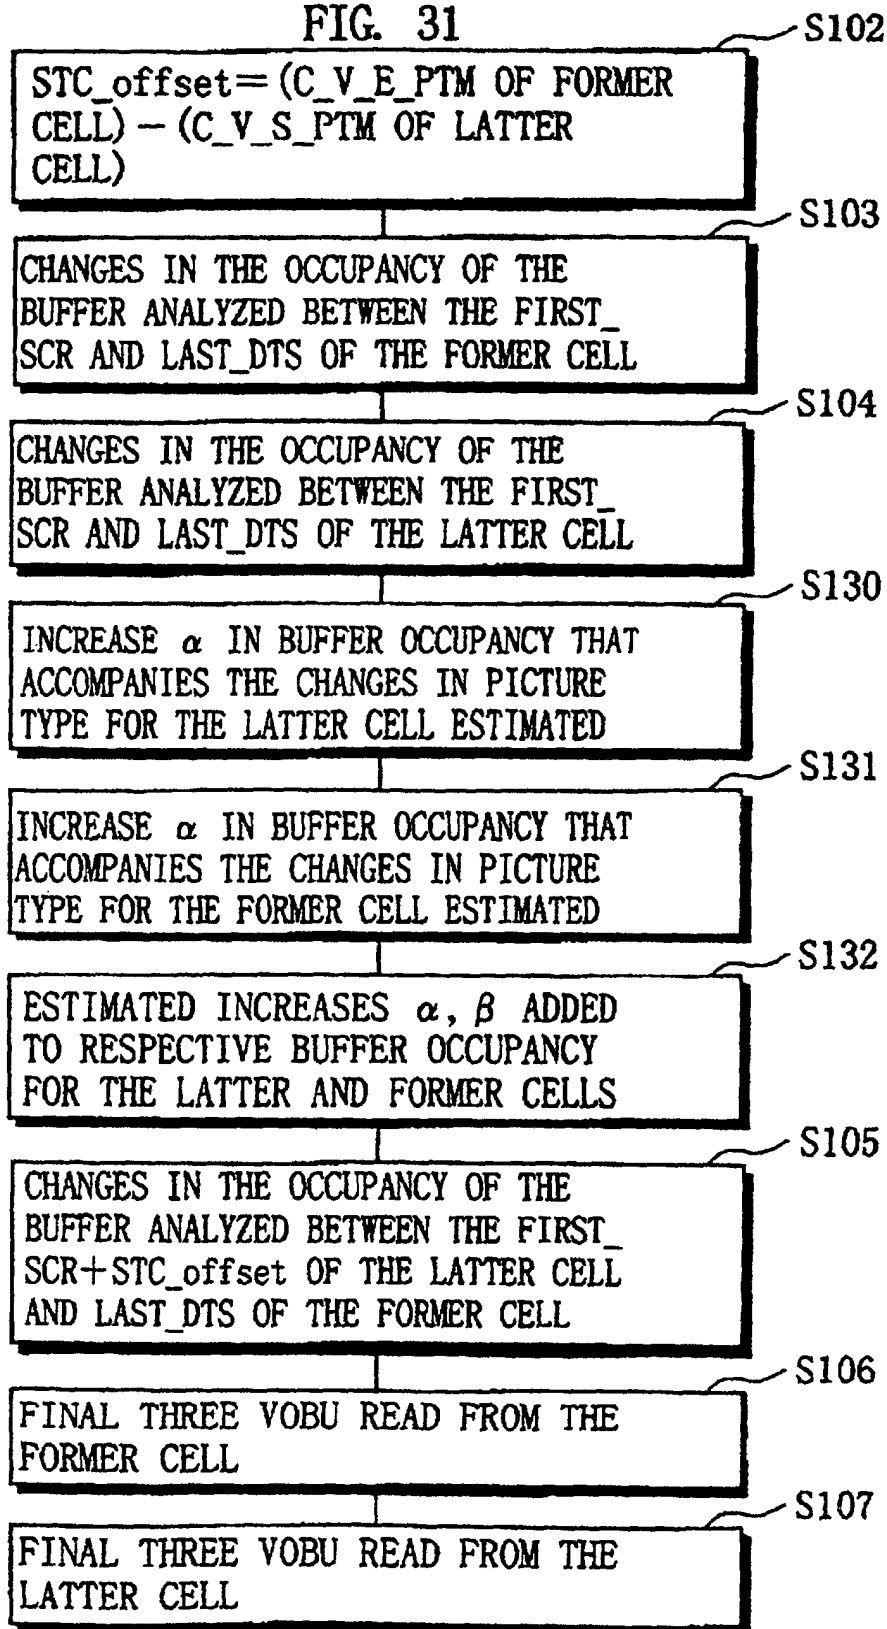 FIG. 31
S102
STC_offset=(C_V_E_PTM OF FORMER
CELL)−(C_V_S_PTM OF LATTER
CELL)
S103
CHANGES IN THE OCCUPANCY OF THE
BUFFER ANALYZED BETWEEN THE FIRST_
SCR AND LAST_DTS OF THE FORMER CELL
S104
CHANGES IN THE OCCUPANCY OF THE
BUFFER ANALYZED BETWEEN THE FIRST_
SCR AND LAST_DTS OF THE LATTER CELL
S130
INCREASE α IN BUFFER OCCUPANCY THAT
ACCOMPANIES THE CHANGES IN PICTURE
TYPE FOR THE LATTER CELL ESTIMATED
S131
INCREASE α IN BUFFER OCCUPANCY THAT
ACCOMPANIES THE CHANGES IN PICTURE
TYPE FOR THE FORMER CELL ESTIMATED
S132
ESTIMATED INCREASES α, β ADDED
TO RESPECTIVE BUFFER OCCUPANCY
FOR THE LATTER AND FORMER CELLS
S105
CHANGES IN THE OCCUPANCY OF THE
BUFFER ANALYZED BETWEEN THE FIRST_
SCR+STC_offset OF THE LATTER CELL
AND LAST_DTS OF THE FORMER CELL
S106
FINAL THREE VOBU READ FROM THE
FORMER CELL
S107
FINAL THREE VOBU READ FROM THE
LATTER CELL